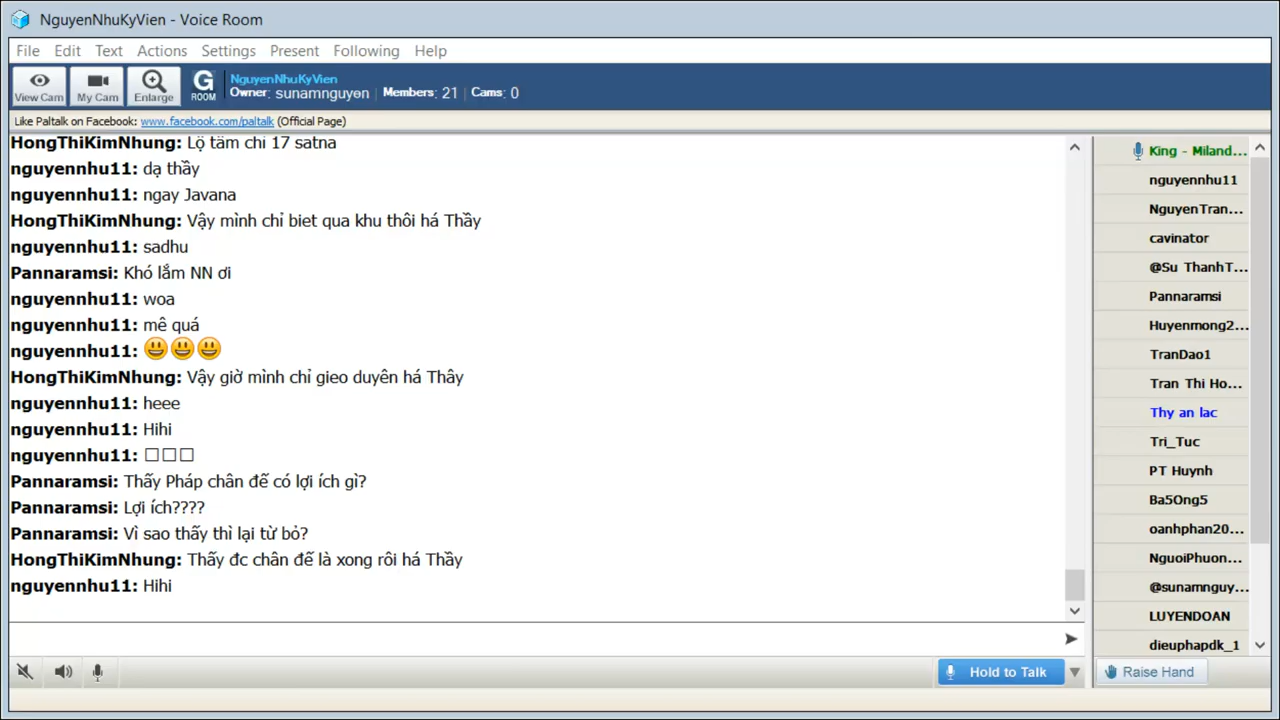 NguyenNhuKyVien - Voice Room
File Edit Text Actions Settings Present Following Help
View Cam My Cam Enlarge G ROOM
NguyenNhuKyVien
Owner: sunamnguyen | Members: 21 | Cams: 0
Like Paltalk on Facebook: www.facebook.com/paltalk (Official Page)
HongThiKimNhung: Lộ tâm chi 17 satna
nguyennhu11: dạ thầy
nguyennhu11: ngay Javana
HongThiKimNhung: Vậy mình chỉ biet qua khu thôi há Thầy
nguyennhu11: sadhu
Pannaramsi: Khó lắm NN ơi
nguyennhu11: woa
nguyennhu11: mê quá
nguyennhu11: 😃😃😃
HongThiKimNhung: Vậy giờ mình chỉ gieo duyên há Thây
nguyennhu11: heee
nguyennhu11: Hihi
nguyennhu11: □□□
Pannaramsi: Thấy Pháp chân đế có lợi ích gì?
Pannaramsi: Lợi ích????
Pannaramsi: Vì sao thấy thì lại từ bỏ?
HongThiKimNhung: Thấy đc chân đế là xong rôi há Thầy
nguyennhu11: Hihi
King - Miland...
nguyennhu11
NguyenTran...
cavinator
@Su ThanhT...
Pannaramsi
Huyenmong2...
TranDao1
Tran Thi Ho...
Thy an lac
Tri_Tuc
PT Huynh
Ba5Ong5
oanhphan20...
NguoiPhuon...
@sunamnguy...
LUYENDOAN
dieuphapdk_1
Hold to Talk
Raise Hand